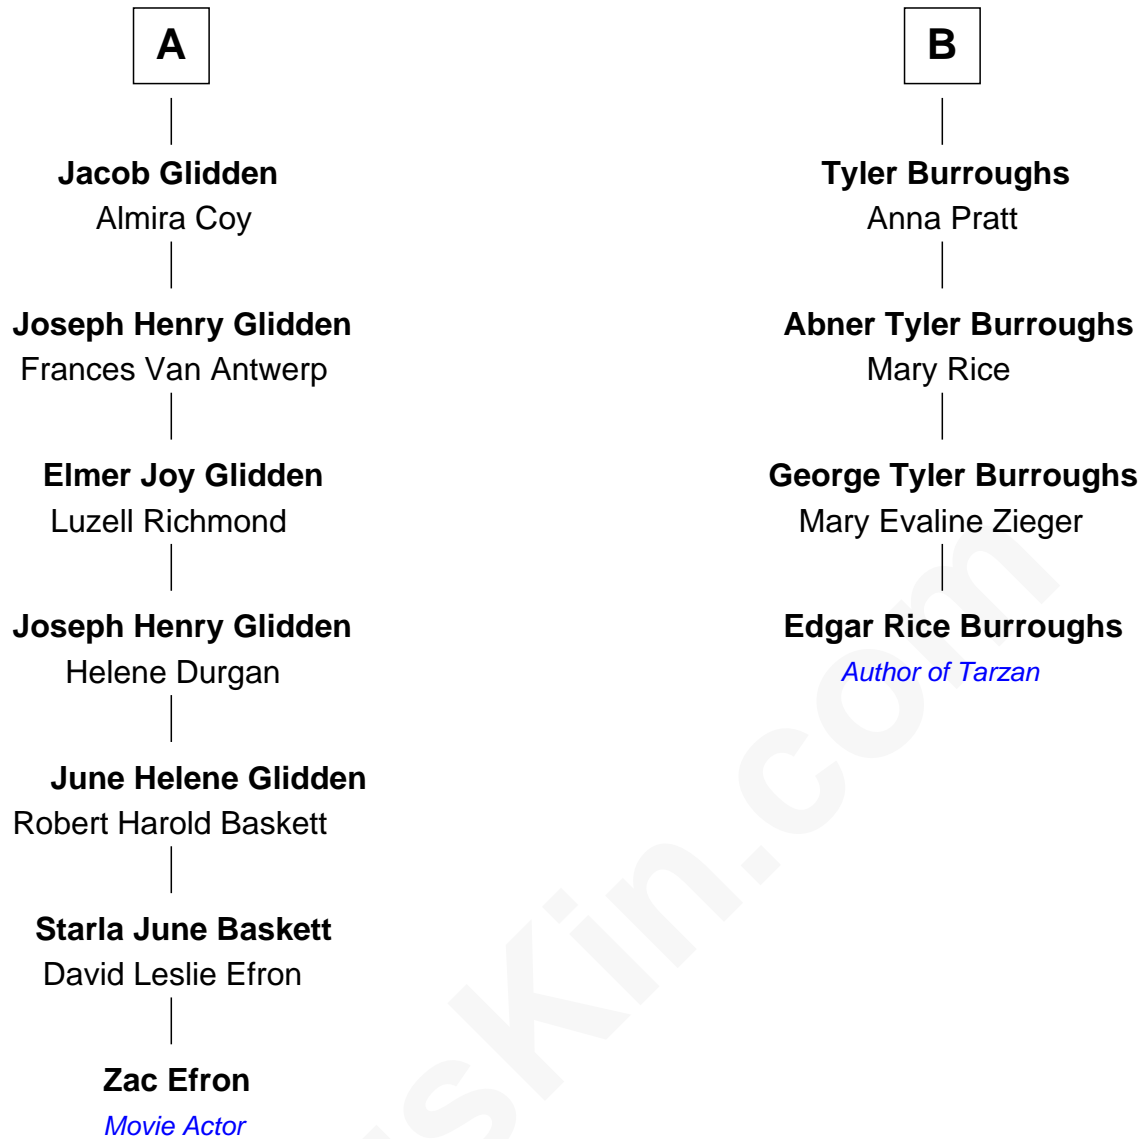 A
Jacob Glidden
Almira Coy
Joseph Henry Glidden
Frances Van Antwerp
Elmer Joy Glidden
Luzell Richmond
Joseph Henry Glidden
Helene Durgan
June Helene Glidden
Robert Harold Baskett
Starla June Baskett
David Leslie Efron
Zac Efron
Movie Actor
B
Tyler Burroughs
Anna Pratt
Abner Tyler Burroughs
Mary Rice
George Tyler Burroughs
Mary Evaline Zieger
Edgar Rice Burroughs
Author of Tarzan
sKin.com